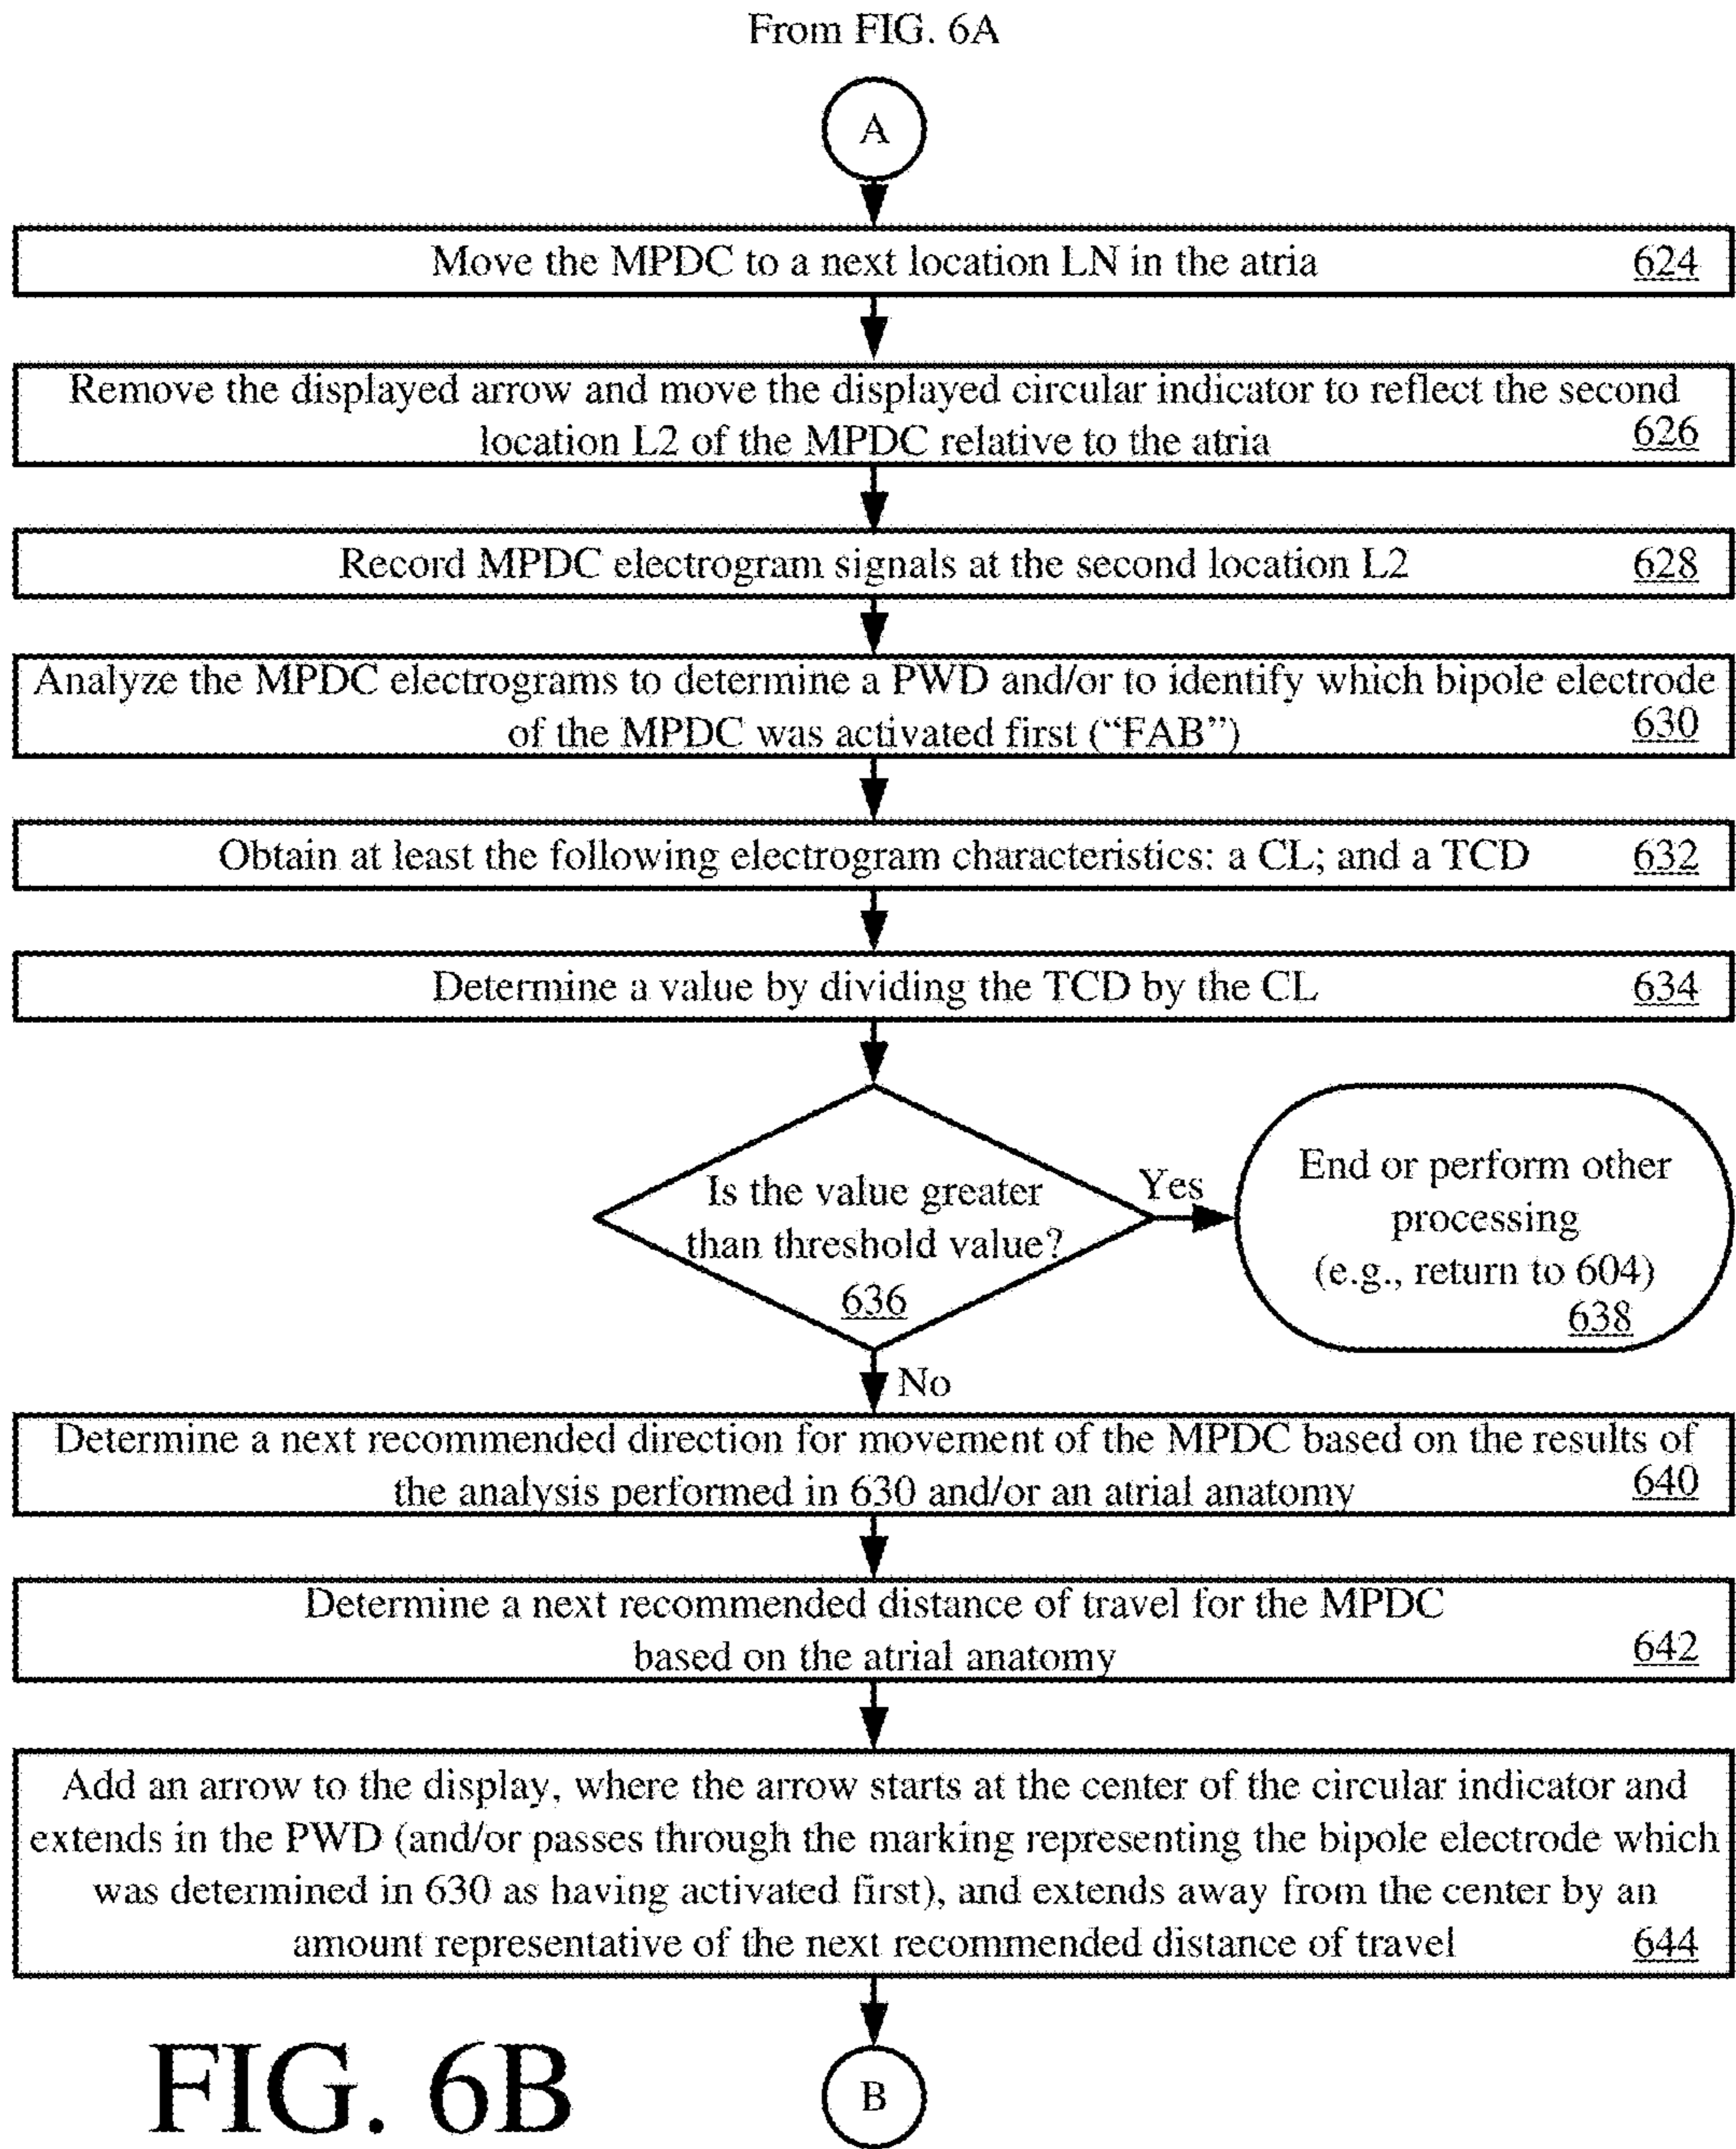 From FIG. 6A
A
Move the MPDC to a next location LN in the atria 624
Remove the displayed arrow and move the displayed circular indicator to reflect the second
location L2 of the MPDC relative to the atria 626
Record MPDC electrogram signals at the second location L2 628
Analyze the MPDC electrograms to determine a PWD and/or to identify which bipole electrode
of the MPDC was activated first (“FAB”) 630
Obtain at least the following electrogram characteristics: a CL; and a TCD 632
Determine a value by dividing the TCD by the CL 634
Is the value greater
than threshold value?
636
Yes
End or perform other
processing
(e.g., return to 604)
638
No
Determine a next recommended direction for movement of the MPDC based on the results of
the analysis performed in 630 and/or an atrial anatomy 640
Determine a next recommended distance of travel for the MPDC
based on the atrial anatomy 642
Add an arrow to the display, where the arrow starts at the center of the circular indicator and
extends in the PWD (and/or passes through the marking representing the bipole electrode which
was determined in 630 as having activated first), and extends away from the center by an
amount representative of the next recommended distance of travel 644
FIG. 6B
B